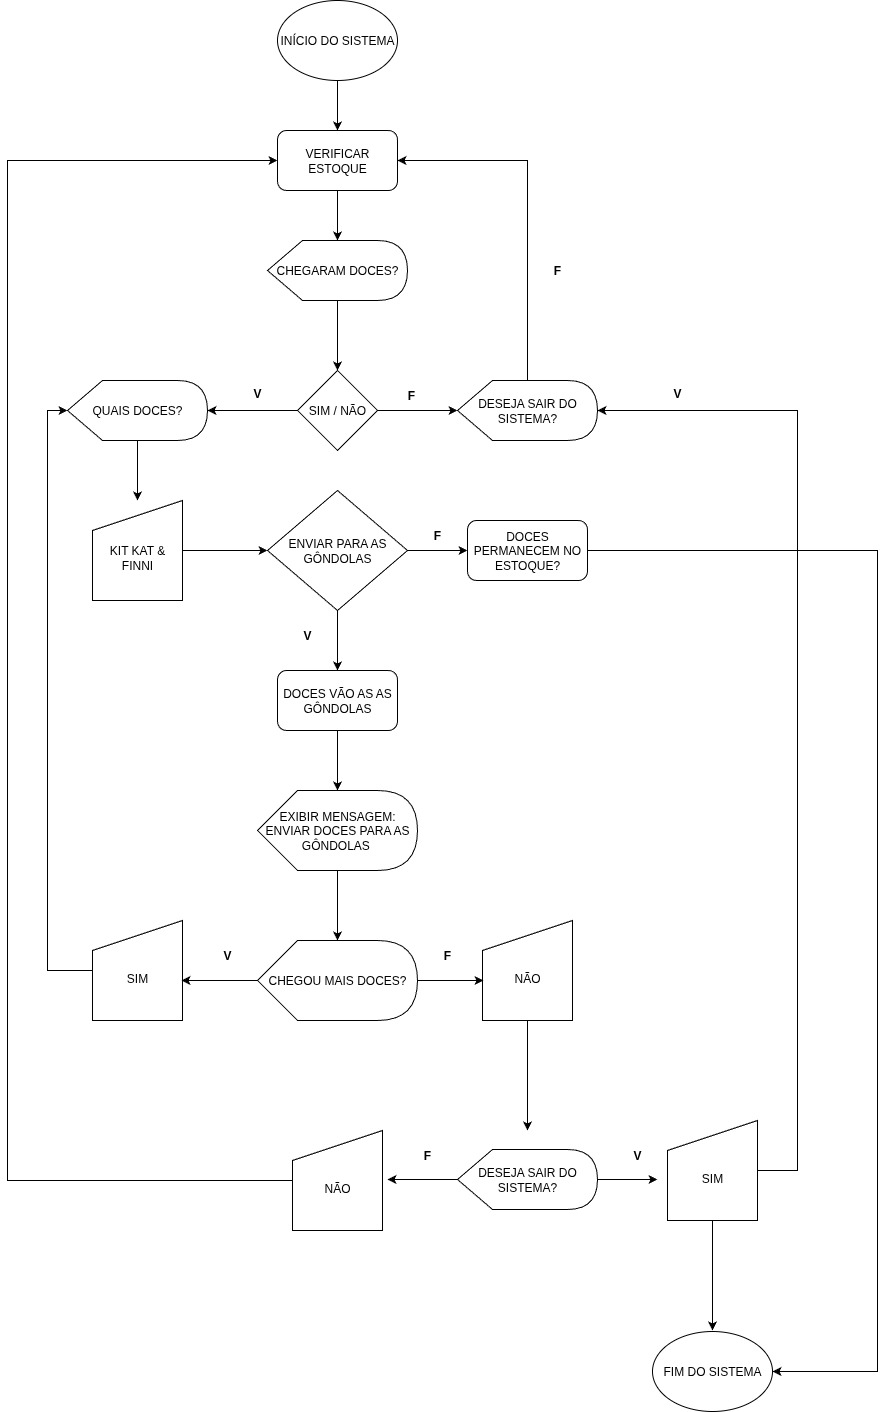 INÍCIO DO SISTEMA
VERIFICAR
ESTOQUE
CHEGARAM DOCES?
F
QUAIS DOCES?
V
SIM / NÃO
F
DESEJA SAIR DO
SISTEMA?
V
KIT KAT &
FINNI
ENVIAR PARA AS
GÔNDOLAS
F
DOCES
PERMANECEM NO
ESTOQUE?
V
DOCES VÃO AS AS
GÔNDOLAS
EXIBIR MENSAGEM:
ENVIAR DOCES PARA AS
GÔNDOLAS
SIM
V
CHEGOU MAIS DOCES?
F
NÃO
NÃO
F
DESEJA SAIR DO
SISTEMA?
V
SIM
FIM DO SISTEMA